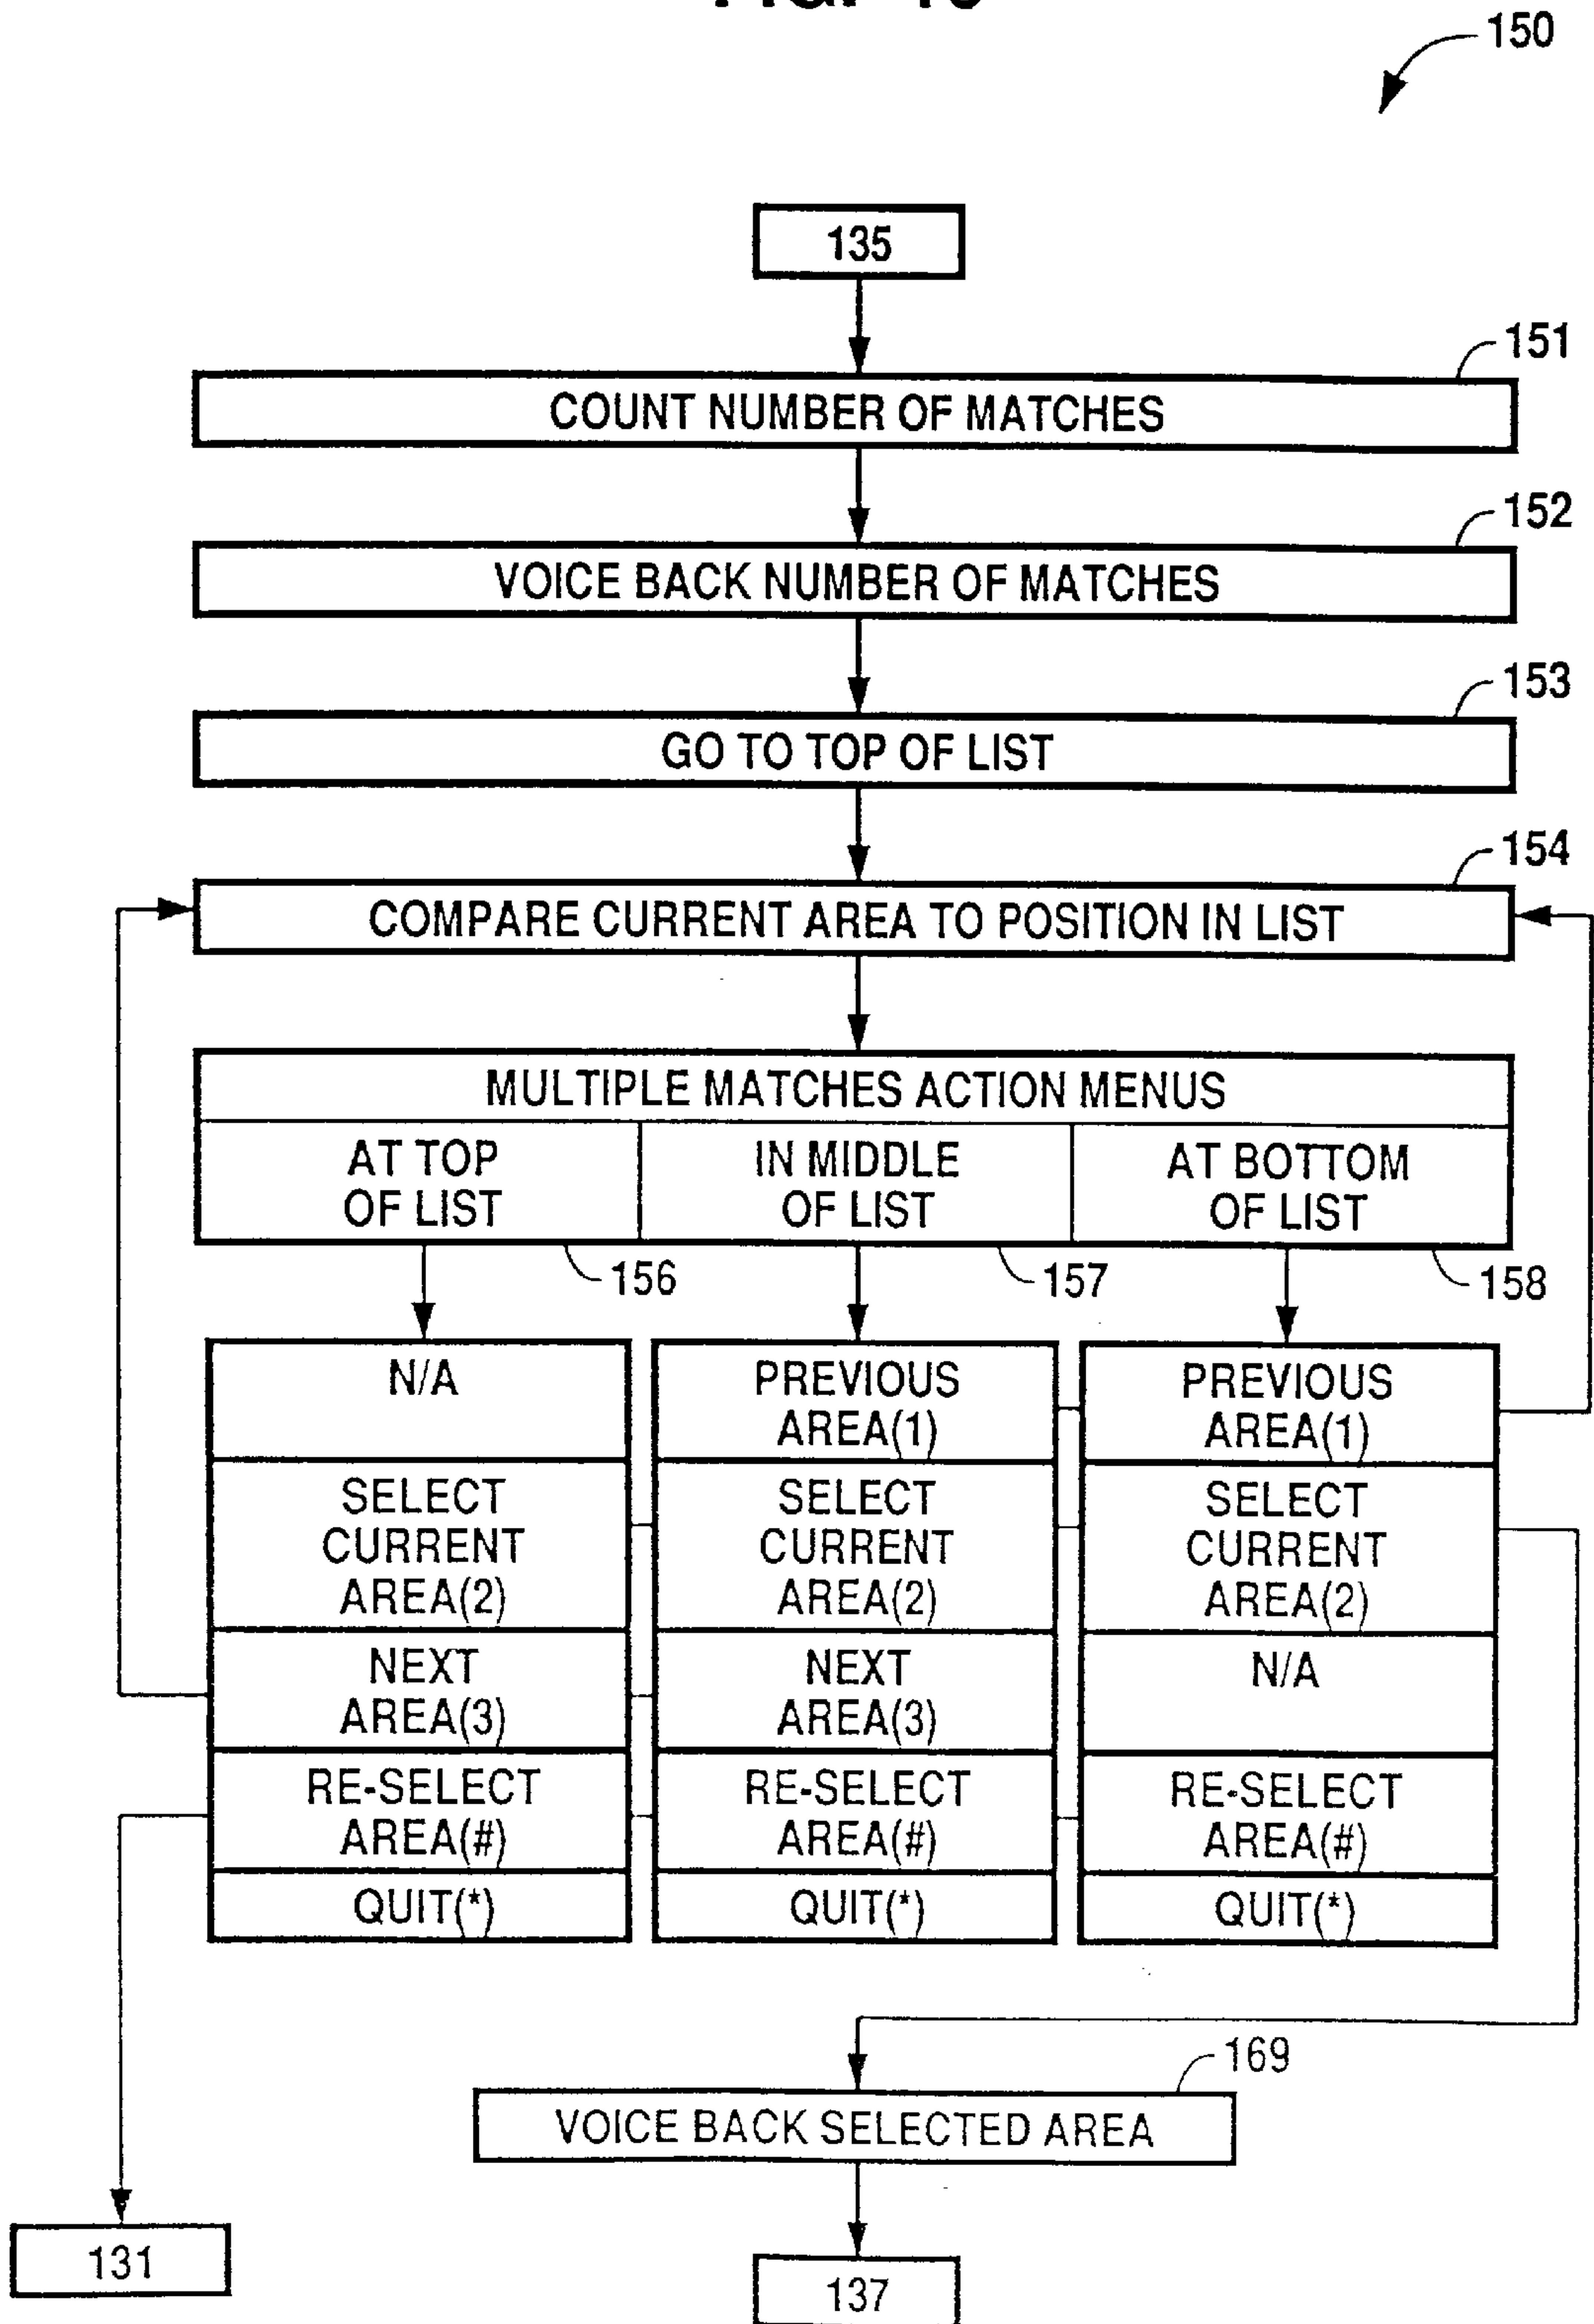 150
135
151
COUNT NUMBER OF MATCHES
152
VOICE BACK NUMBER OF MATCHES
153
GO TO TOP OF LIST
154
COMPARE CURRENT AREA TO POSITION IN LIST
MULTIPLE MATCHES ACTION MENUS
AT TOP
OF LIST
IN MIDDLE
OF LIST
AT BOTTOM
OF LIST
156
157
158
N/A
SELECT
CURRENT
AREA(2)
NEXT
AREA(3)
RE-SELECT
AREA(#)
QUIT(*)
PREVIOUS
AREA(1)
SELECT
CURRENT
AREA(2)
NEXT
AREA(3)
RE-SELECT
AREA(#)
QUIT(*)
PREVIOUS
AREA(1)
SELECT
CURRENT
AREA(2)
N/A
RE-SELECT
AREA(#)
QUIT(*)
169
VOICE BACK SELECTED AREA
131
137